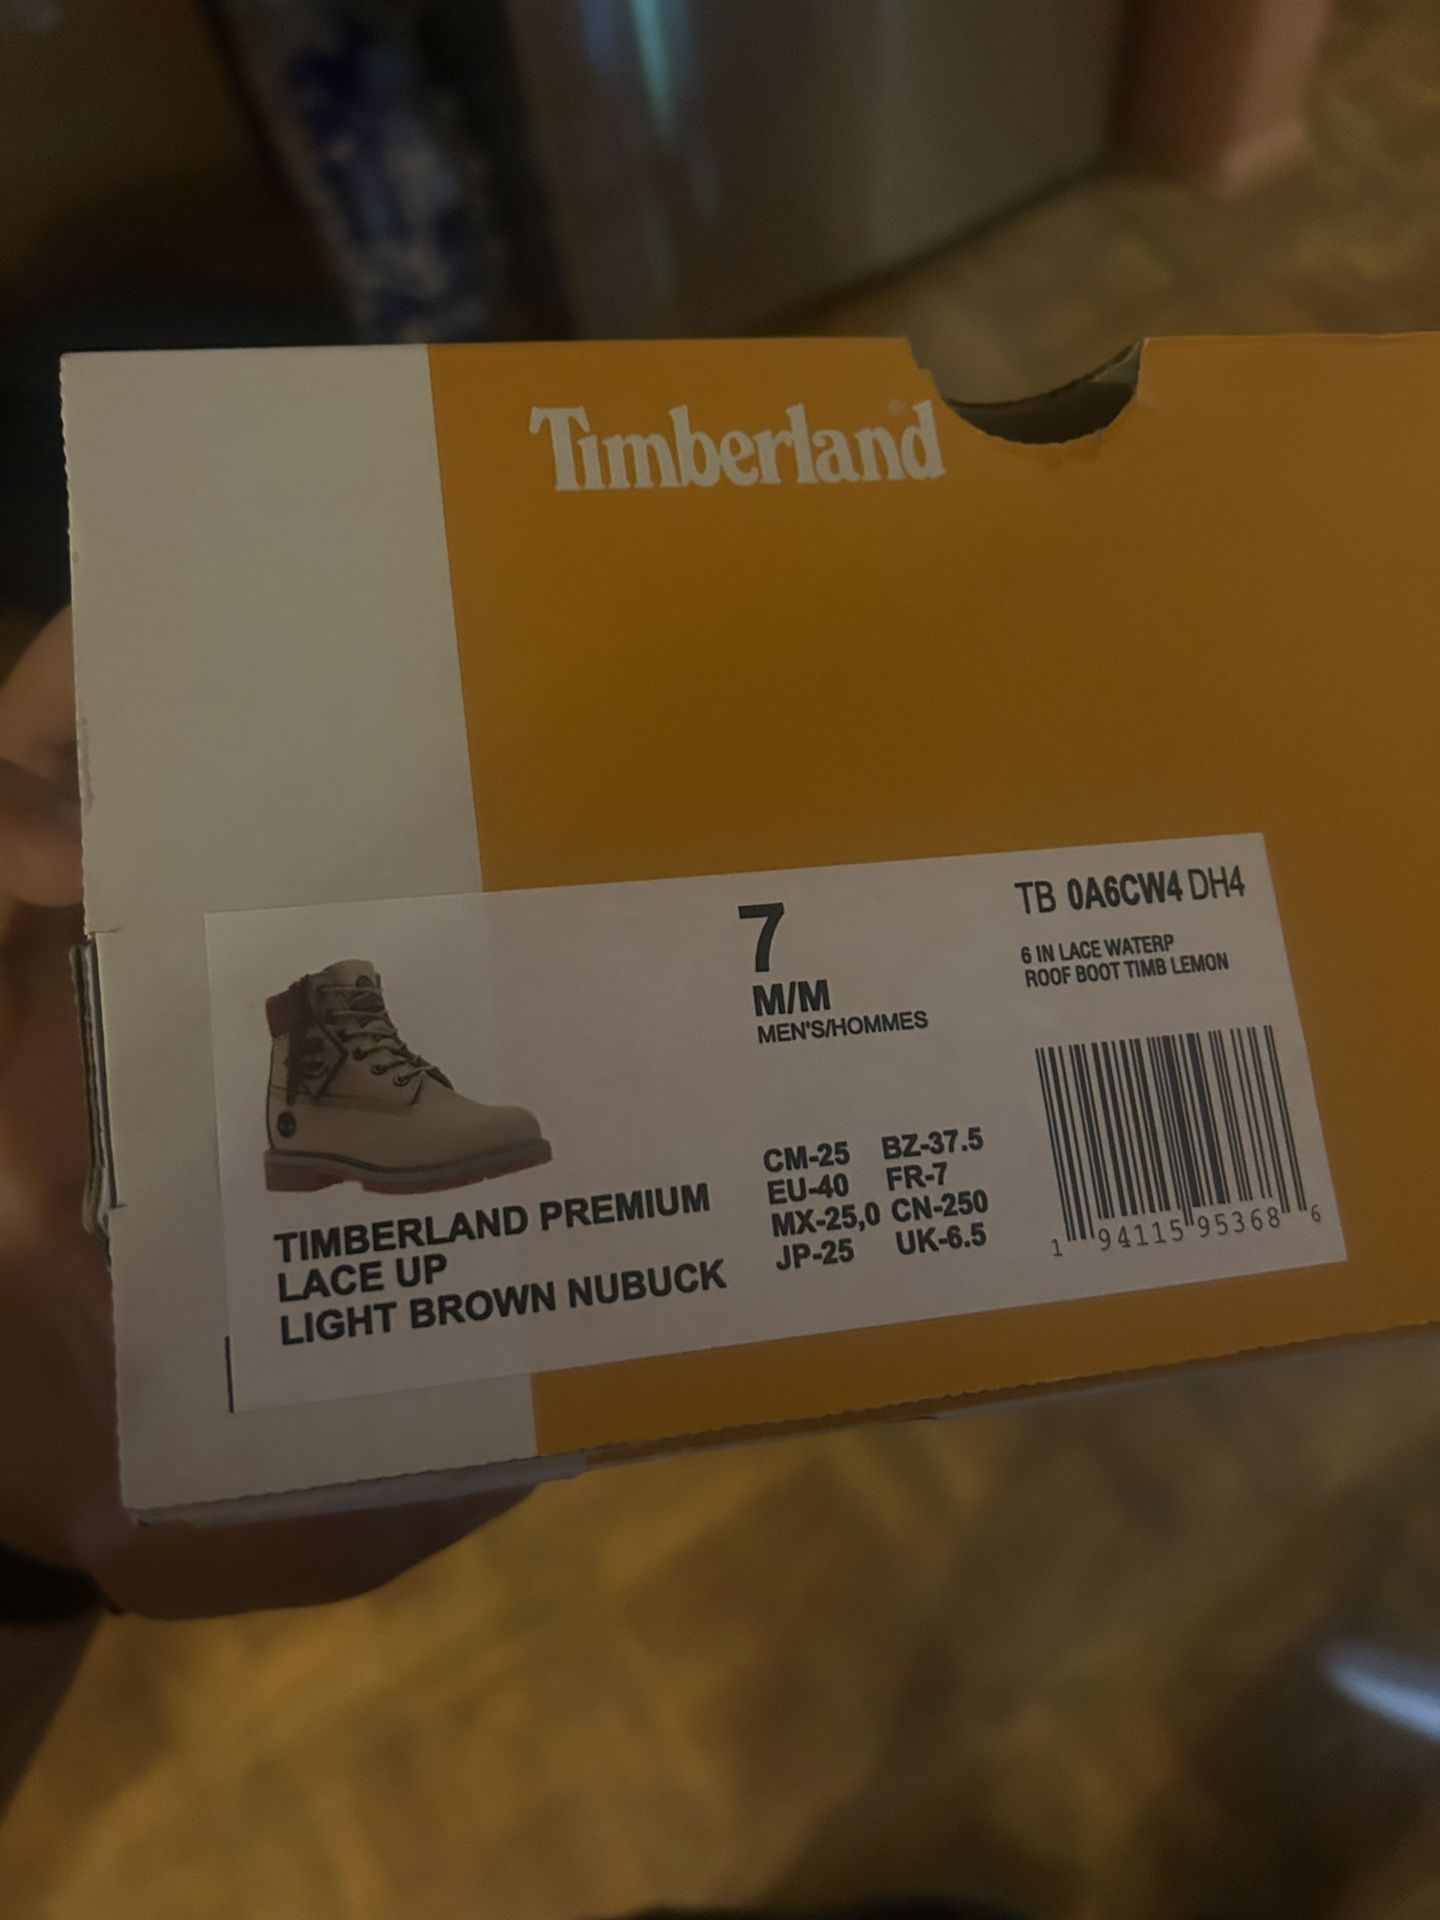 Timberland®
TB 0A6CW4 DH4
7
M/M
MEN'S/HOMMES
6 IN LACE WATERP
ROOF BOOT TIMB LEMON
TIMBERLAND PREMIUM
LACE UP
LIGHT BROWN NUBUCK
CM-25 BZ-37.5
EU-40 FR-7
MX-25,0 CN-250
JP-25 UK-6.5
1 94115 95368 6